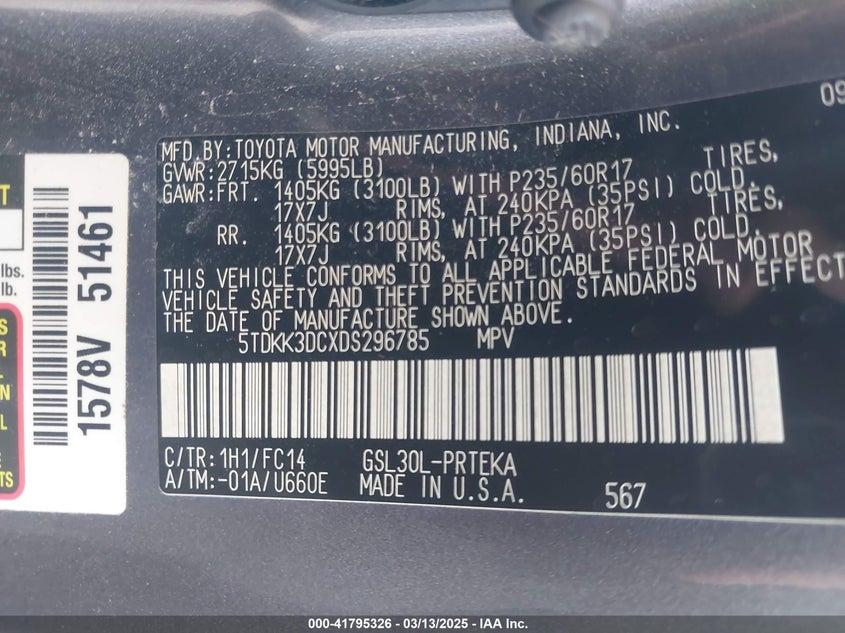 09
MFD.BY:TOYOTA MOTOR MANUFACTURING, INDIANA, INC.
GVWR:2715KG (5995LB)
GAWR:FRT. 1405KG (3100LB) WITH P235/60R17 TIRES,
17X7J RIMS, AT 240KPA (35PSI) COLD.
RR. 1405KG (3100LB) WITH P235/60R17 TIRES,
17X7J RIMS, AT 240KPA (35PSI) COLD.
THIS VEHICLE CONFORMS TO ALL APPLICABLE FEDERAL MOTOR
VEHICLE SAFETY AND THEFT PREVENTION STANDARDS IN EFFECT
THE DATE OF MANUFACTURE SHOWN ABOVE.
5TDKK3DCXDS296785 MPV
C/TR:1H1/FC14 GSL30L-PRTEKA
A/TM:-01A/U660E MADE IN U.S.A.
567
1578V 51461
lbs.
lb.
000-41795326 - 03/13/2025 - IAA Inc.